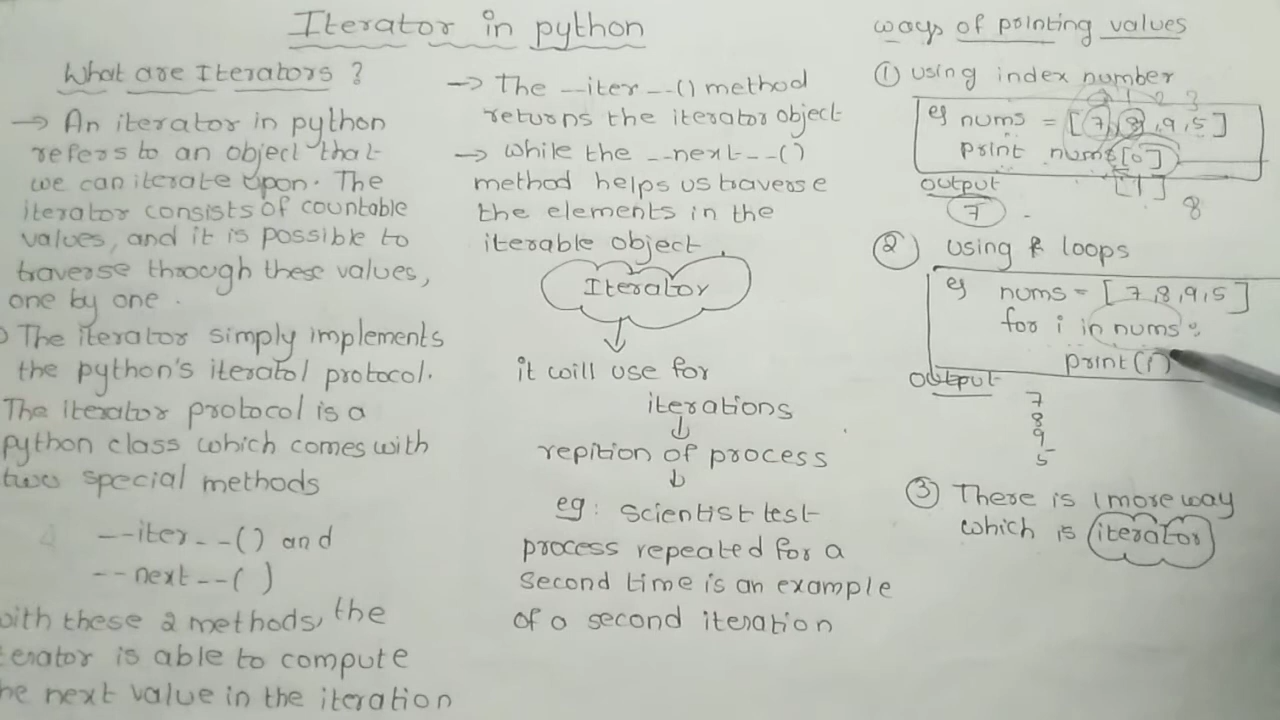 Iterator in python
What are Iterators ?
→ An iterator in python
refers to an object that
we can iterate upon. The
iterator consists of countable
values, and it is possible to
traverse through these values,
one by one .
The iterator simply implements
the python's iteratol protocol.
The iterator protocol is a
python class which comes with
two special methods
--iter--() and
--next--( )
with these 2 methods, the
terator is able to compute
he next value in the iteration
→ The --iter--() method
returns the iterator object
→ while the --next--()
method helps us traverse
the elements in the
iterable object .
Iterator
it will use for
iterations
↓
repition of process
↓
eg: Scientist test
process repeated for a
second time is an example
of a second iteration
ways of printing values
① using index number
1 2 3
eg nums = [7,8,9,5]
print nums[0]
output [1]
7 8
② using loops
eg nums = [7,8,9,5]
for i in nums:
print(i)
output
7
8
9
5
③ There is 1 more way
which is iterator